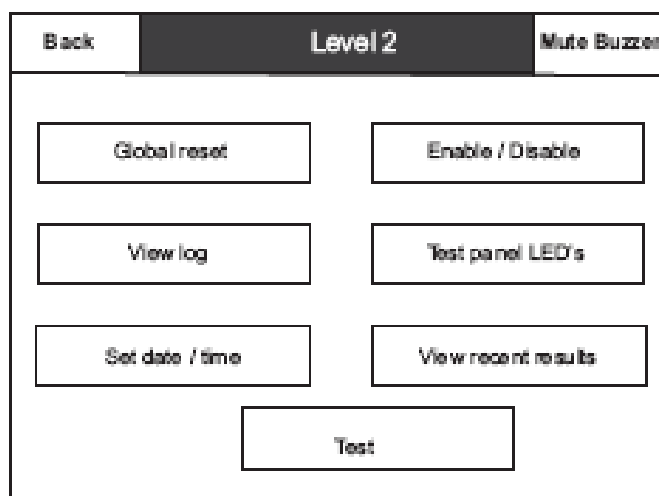 Back Level 2 Mute Buzzer
Global reset Enable / Disable
View log Test panel LED's
Set date / time View recent results
Test